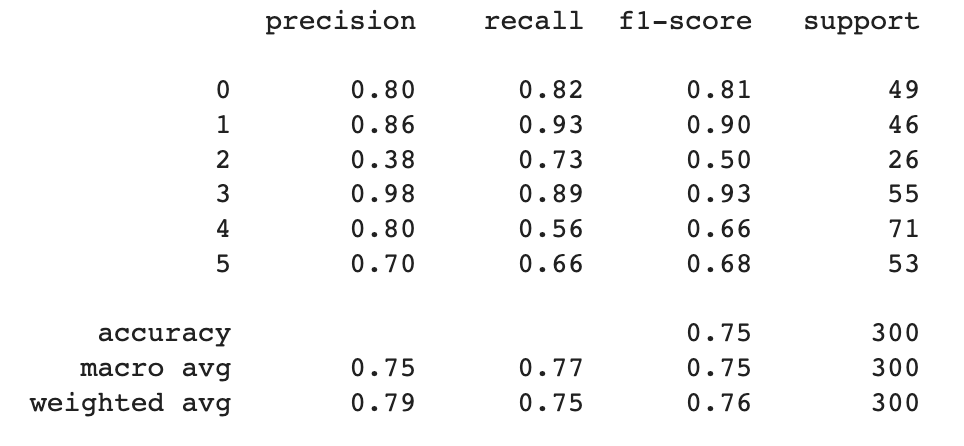 precision recall f1-score support
0 0.80 0.82 0.81 49
1 0.86 0.93 0.90 46
2 0.38 0.73 0.50 26
3 0.98 0.89 0.93 55
4 0.80 0.56 0.66 71
5 0.70 0.66 0.68 53
accuracy 0.75 300
macro avg 0.75 0.77 0.75 300
weighted avg 0.79 0.75 0.76 300